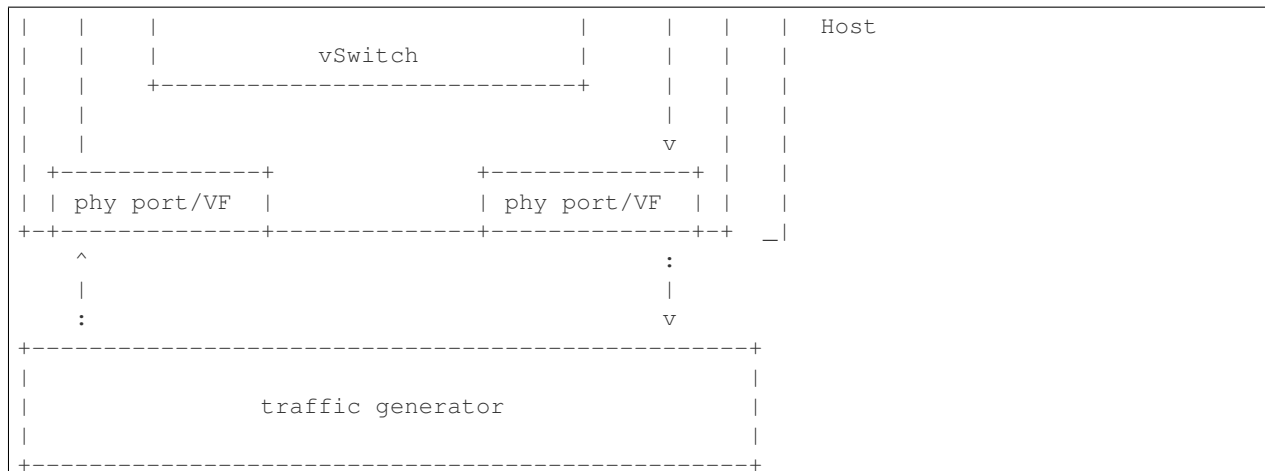 |   |    |                             |     |   |   |  Host
|   |    |           vSwitch           |     |   |   |
|   |    +-----------------------------+     |   |   |
|   |                                  |   |   |
|   |                                  v   |   |
| +--------------+              +--------------+ |   |
| | phy port/VF  |              | phy port/VF  | |   |
+-+--------------+--------------+--------------+-+  _|
    ^                                        :
    |                                        |
    :                                        v
+--------------------------------------------------+
|                                                  |
|                traffic generator                 |
|                                                  |
+--------------------------------------------------+